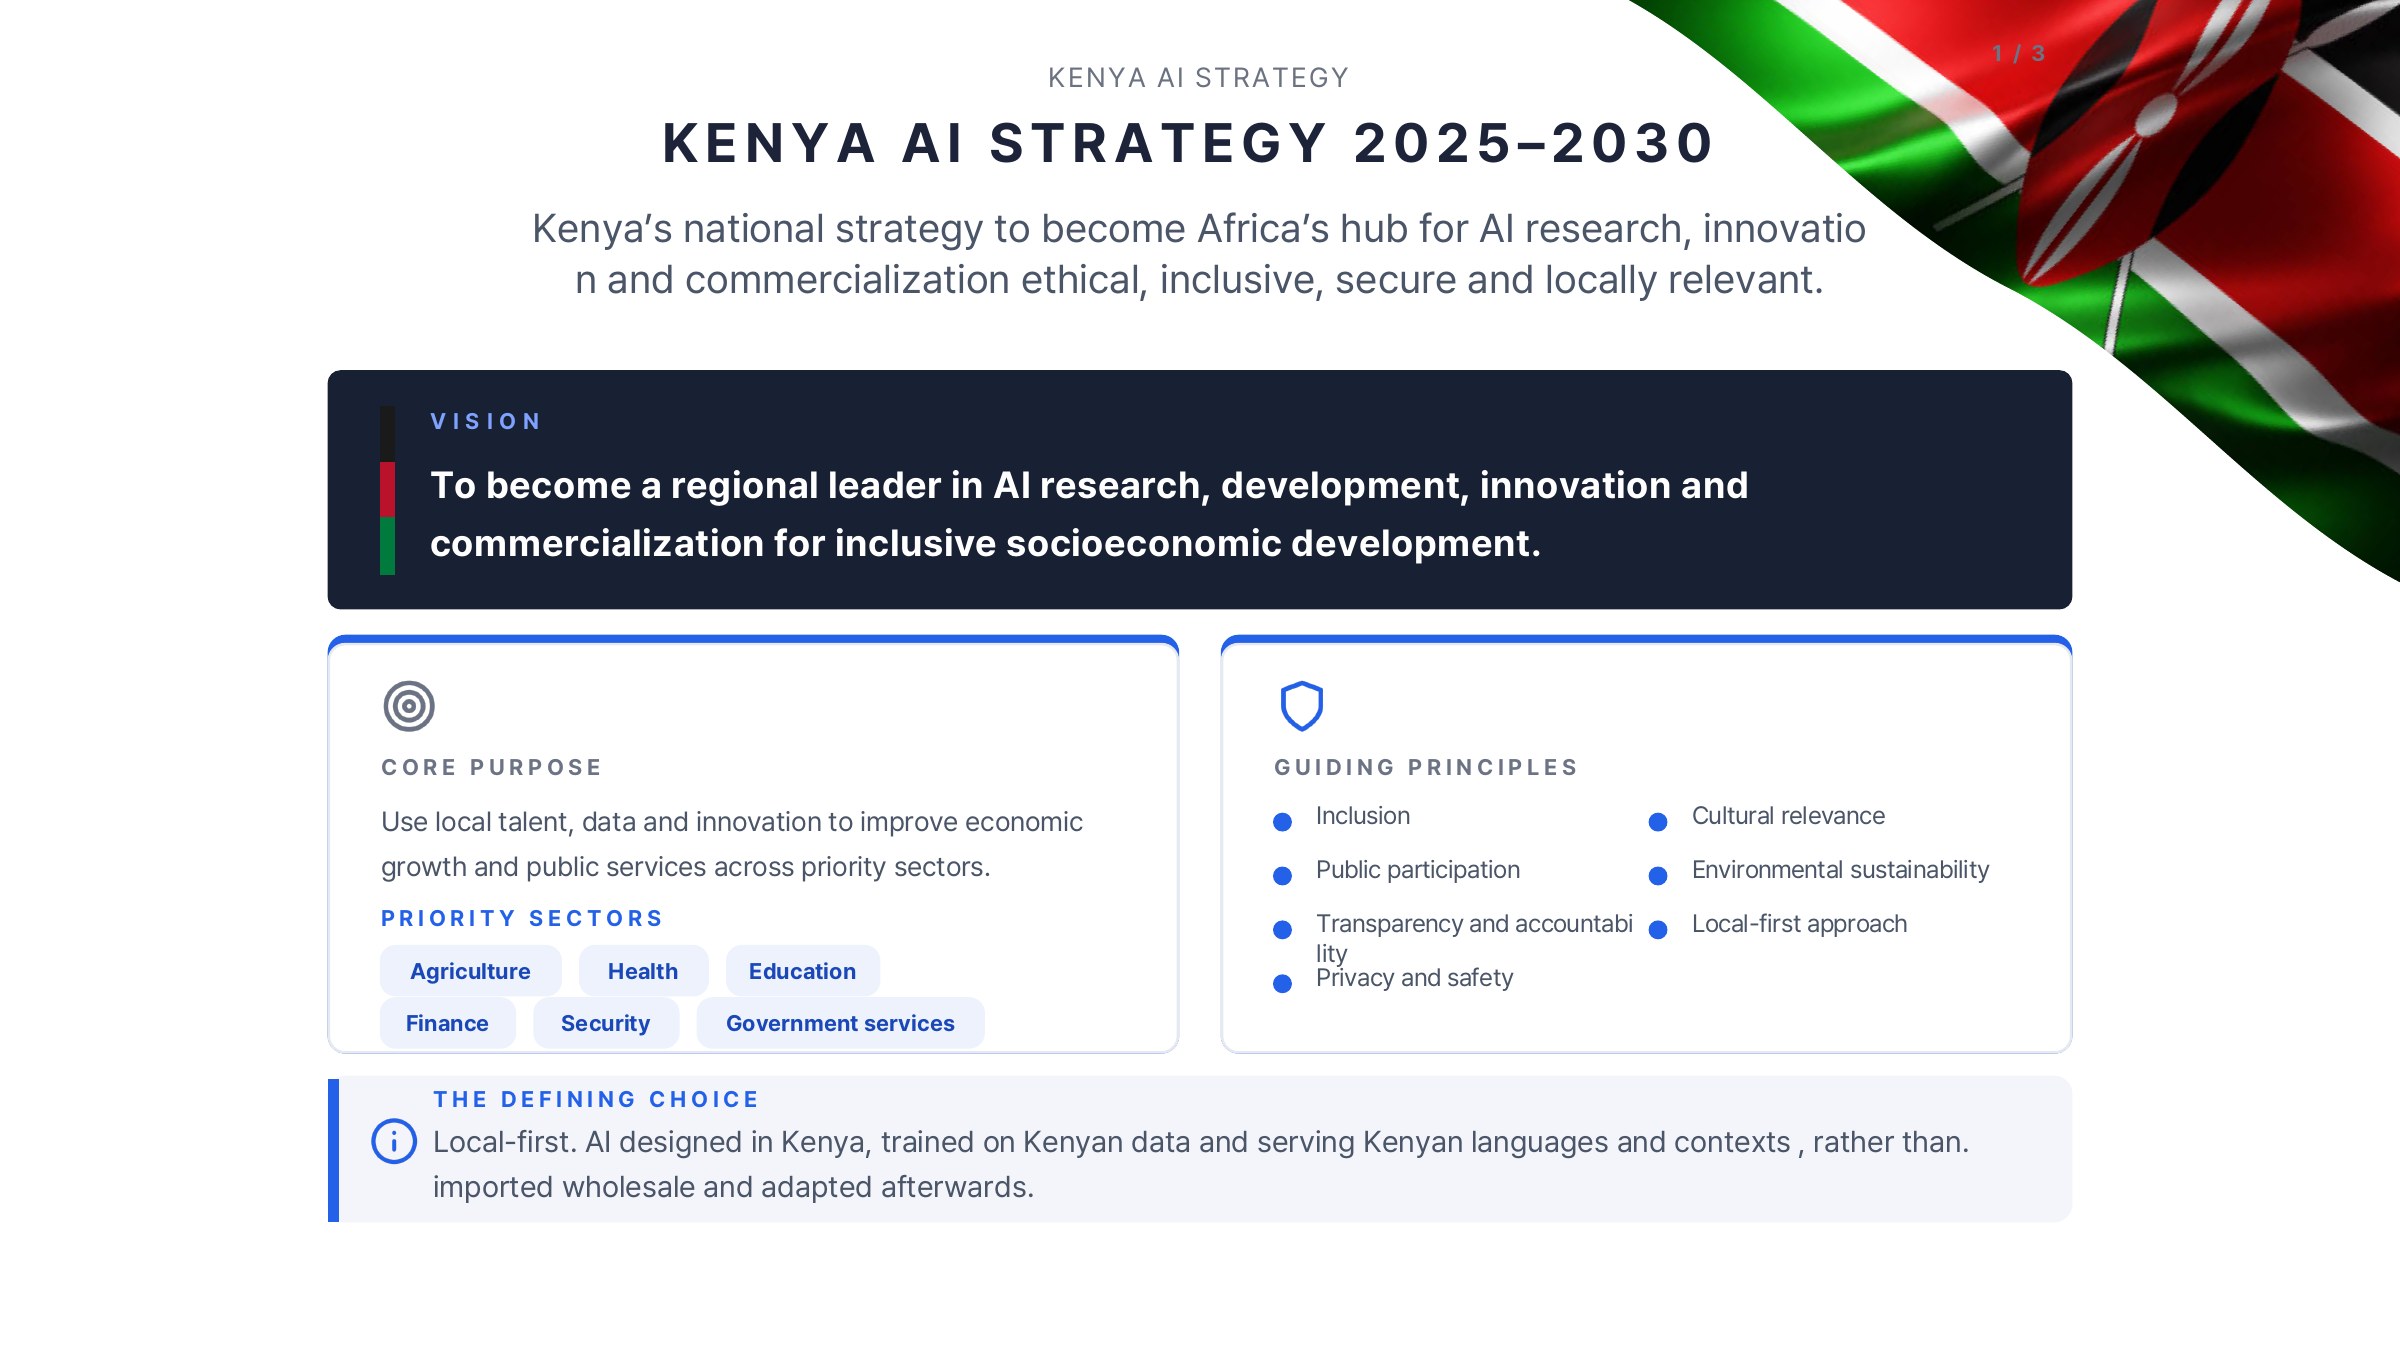 1 / 3
KENYA AI STRATEGY
KENYA AI STRATEGY 2025–2030
Kenya’s national strategy to become Africa’s hub for AI research, innovatio
n and commercialization ethical, inclusive, secure and locally relevant.
VISION
To become a regional leader in AI research, development, innovation and
commercialization for inclusive socioeconomic development.
CORE PURPOSE
Use local talent, data and innovation to improve economic
growth and public services across priority sectors.
PRIORITY SECTORS
Agriculture Health Education
Finance Security Government services
GUIDING PRINCIPLES
Inclusion
Public participation
Transparency and accountabi
lity
Privacy and safety
Cultural relevance
Environmental sustainability
Local-first approach
THE DEFINING CHOICE
Local-first. AI designed in Kenya, trained on Kenyan data and serving Kenyan languages and contexts , rather than.
imported wholesale and adapted afterwards.